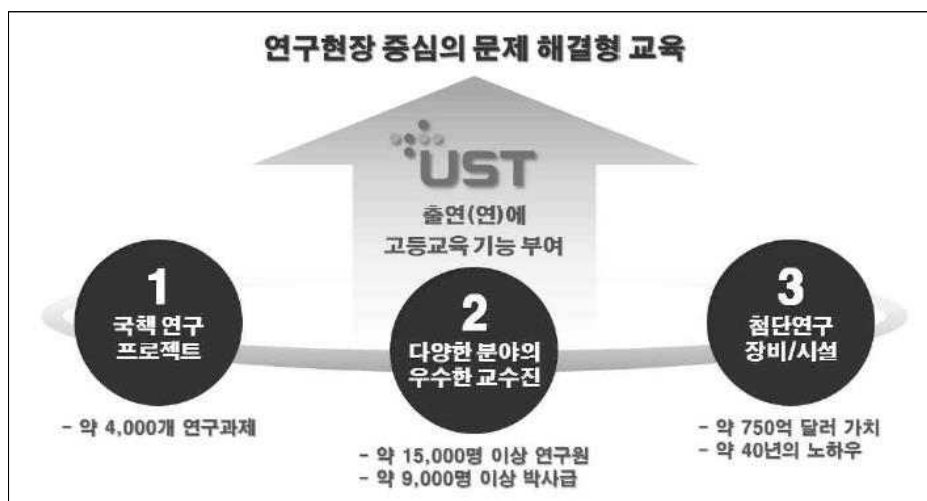 연구현장 중심의 문제 해결형 교육
UST
출연(연)에
고등교육 기능 부여
1
국책 연구
프로젝트
- 약 4,000개 연구과제
2
다양한 분야의
우수한 교수진
- 약 15,000명 이상 연구원
- 약 9,000명 이상 박사급
3
첨단연구
장비/시설
- 약 750억 달러 가치
- 약 40년의 노하우